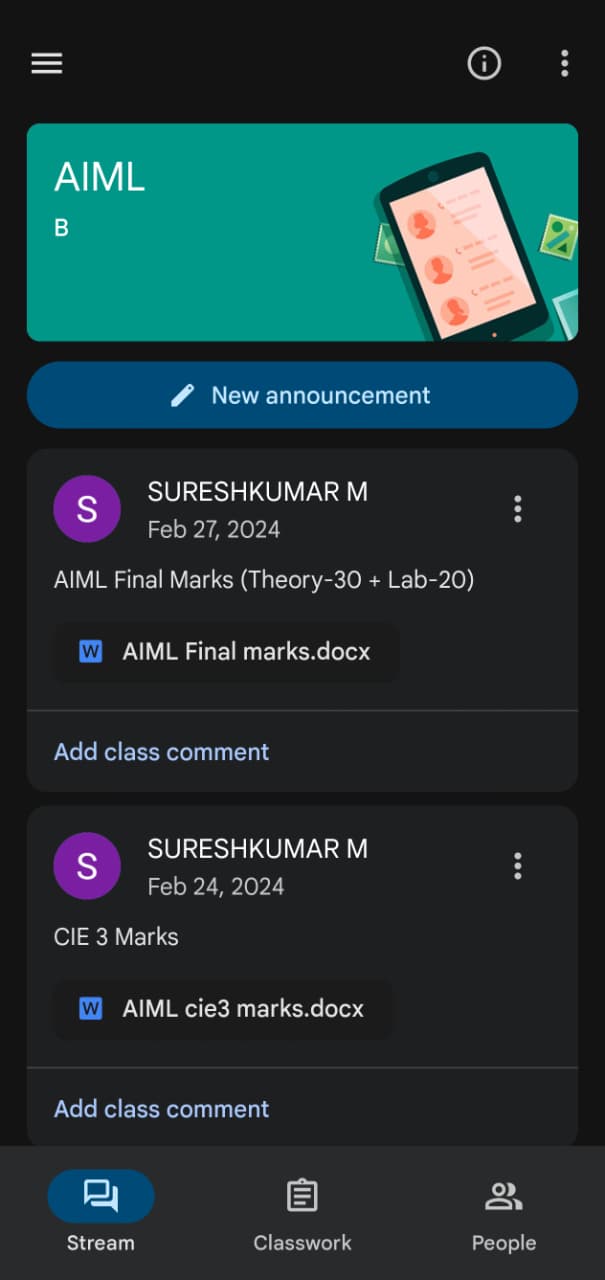 AIML
B
New announcement
S
SURESHKUMAR M
Feb 27, 2024
AIML Final Marks (Theory-30 + Lab-20)
W AIML Final marks.docx
Add class comment
S
SURESHKUMAR M
Feb 24, 2024
CIE 3 Marks
W AIML cie3 marks.docx
Add class comment
Stream Classwork People